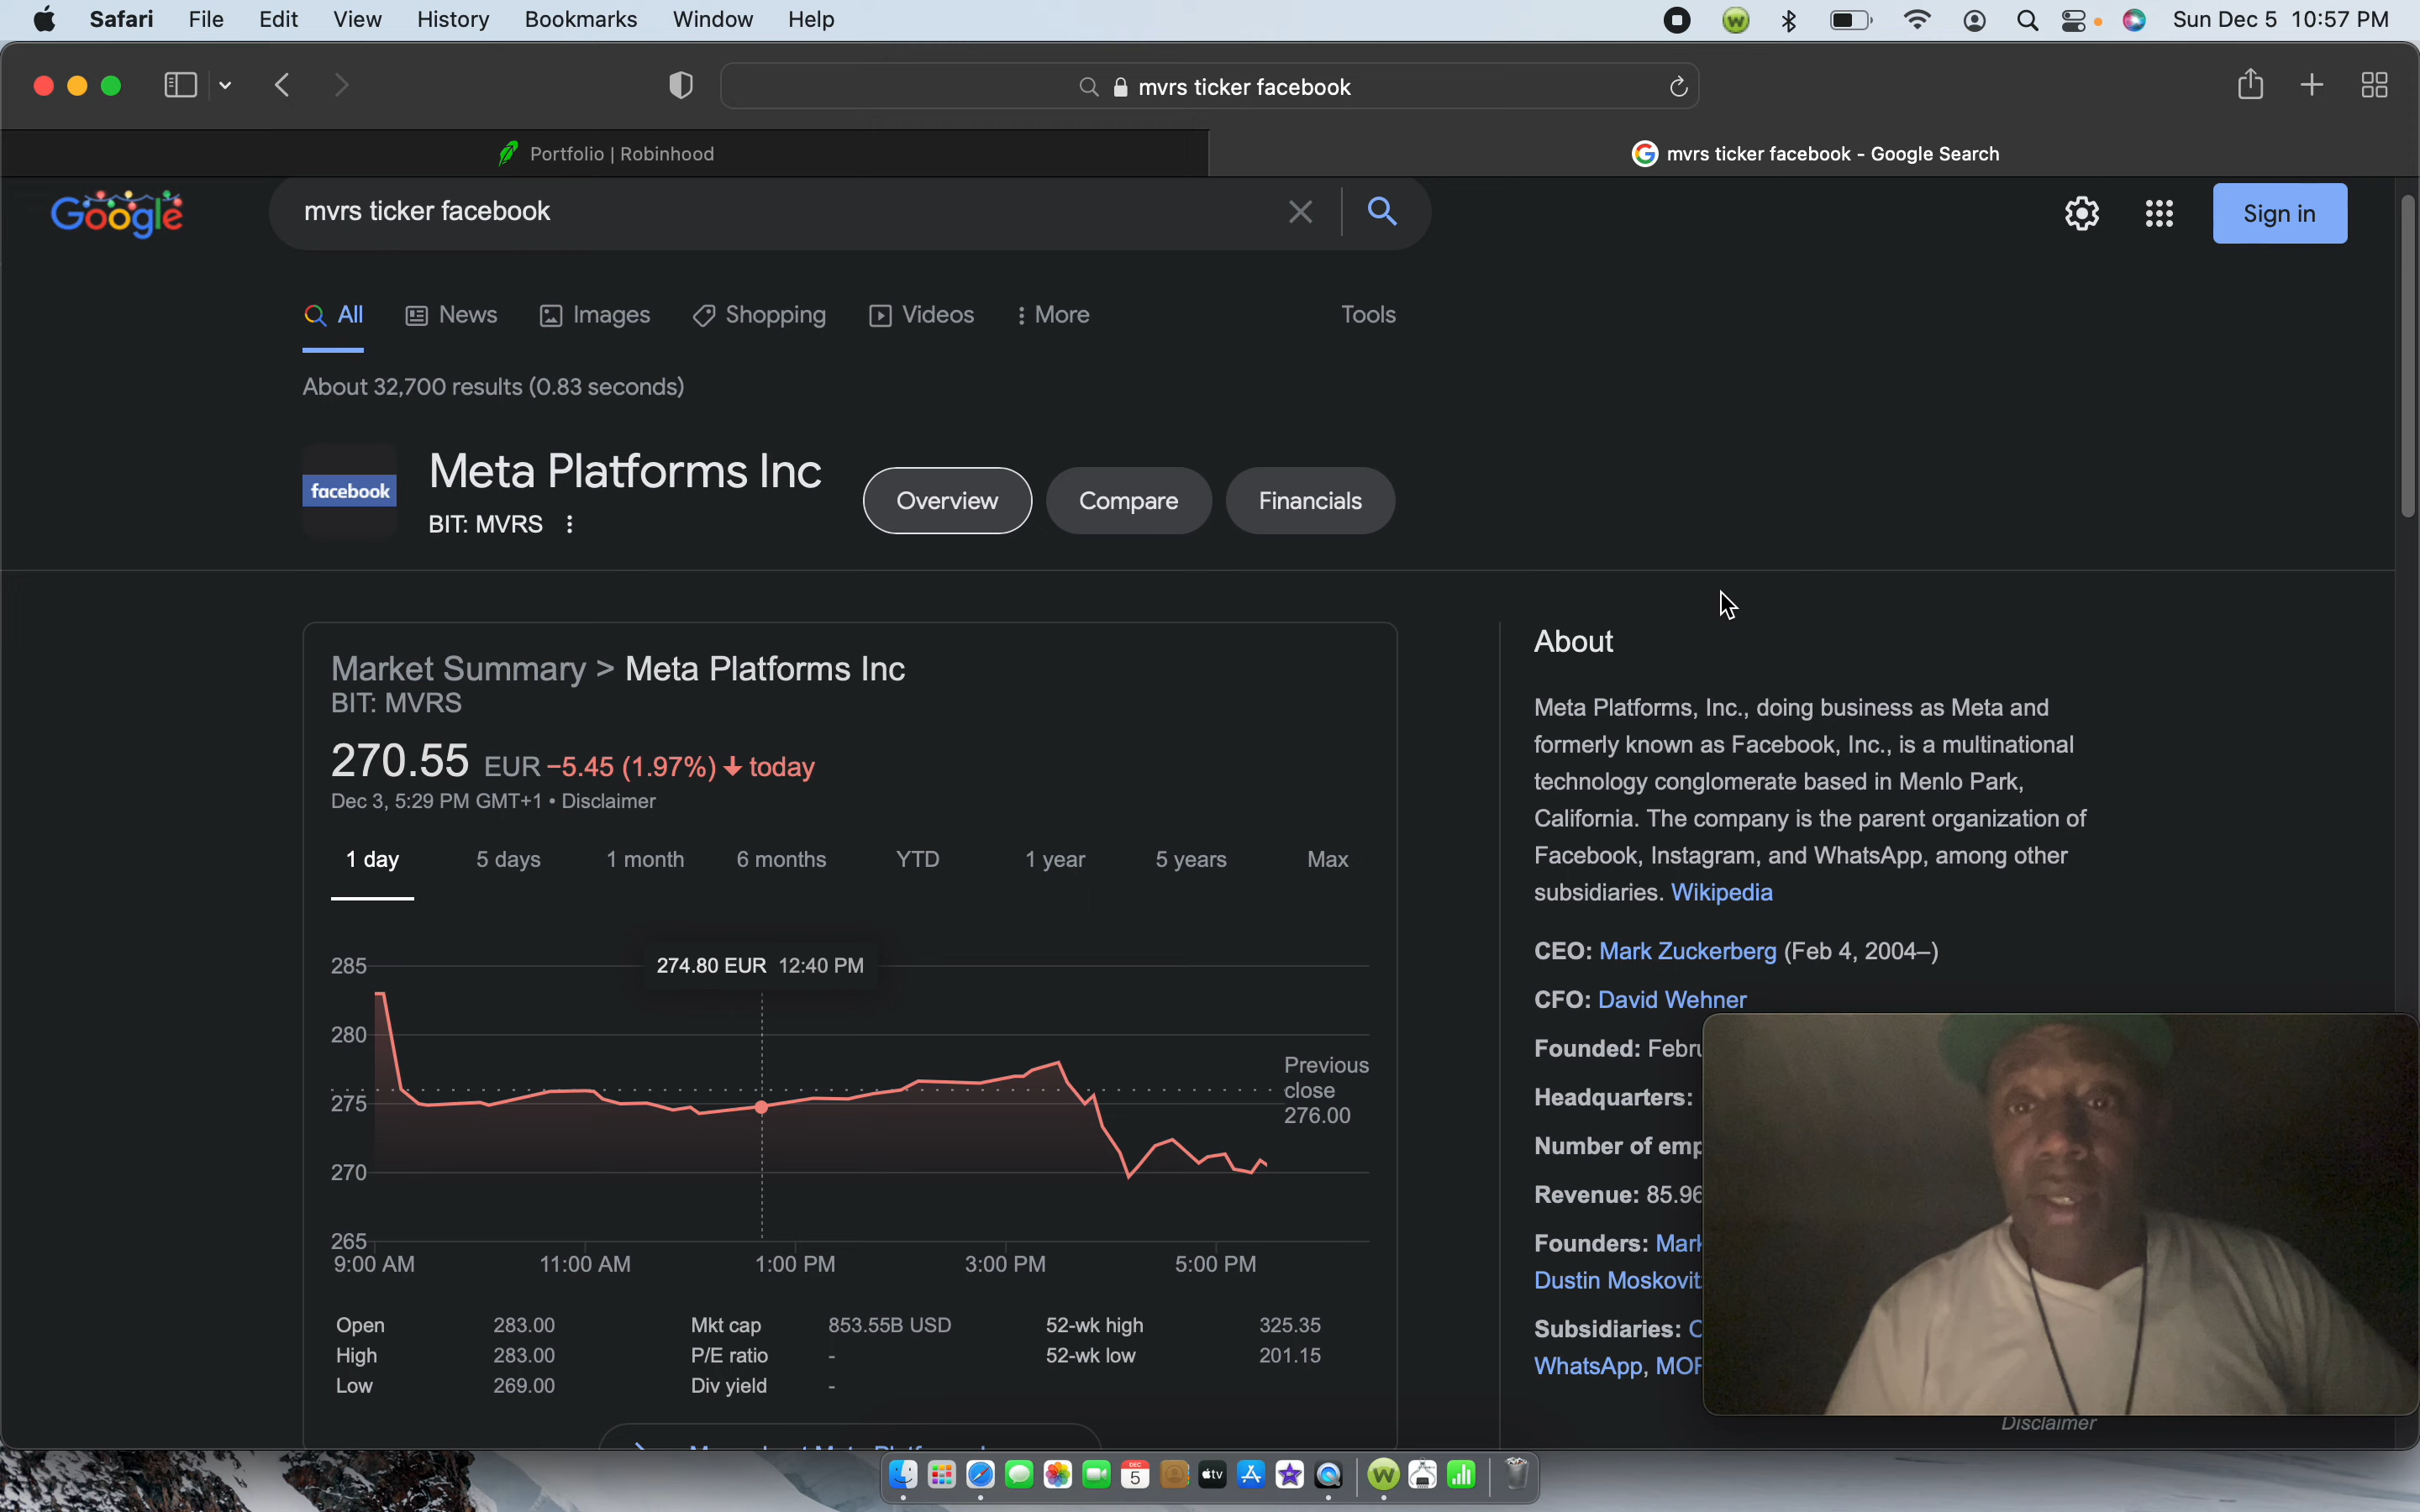 Safari File Edit View History Bookmarks Window Help
Sun Dec 5 10:57 PM
mvrs ticker facebook
Portfolio | Robinhood
mvrs ticker facebook - Google Search
Google
mvrs ticker facebook
Sign in
All News Images Shopping Videos More Tools
About 32,700 results (0.83 seconds)
facebook
Meta Platforms Inc
BIT: MVRS
Overview Compare Financials
Market Summary > Meta Platforms Inc
BIT: MVRS
270.55 EUR −5.45 (1.97%) today
Dec 3, 5:29 PM GMT+1 • Disclaimer
1 day 5 days 1 month 6 months YTD 1 year 5 years Max
274.80 EUR 12:40 PM
285
280
275
270
265
Previous
close
276.00
9:00 AM 11:00 AM 1:00 PM 3:00 PM 5:00 PM
Open 283.00 Mkt cap 853.55B USD 52-wk high 325.35
High 283.00 P/E ratio - 52-wk low 201.15
Low 269.00 Div yield -
About
Meta Platforms, Inc., doing business as Meta and
formerly known as Facebook, Inc., is a multinational
technology conglomerate based in Menlo Park,
California. The company is the parent organization of
Facebook, Instagram, and WhatsApp, among other
subsidiaries. Wikipedia
CEO: Mark Zuckerberg (Feb 4, 2004–)
CFO: David Wehner
Founded:
Headquarters:
Number of
Revenue: 85.96
Founders: Mark
Dustin
Subsidiaries:
WhatsApp,
Disclaimer
DEC
5
tv